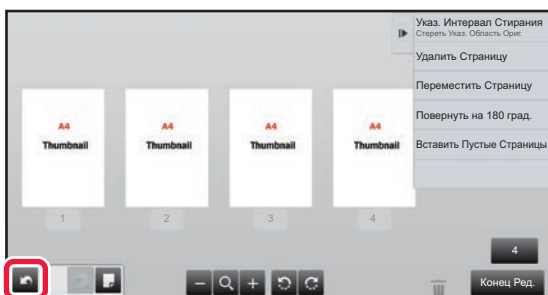 Указ. Интервал Стирания
Стереть Указ. Область Ориг.
Удалить Страницу
Переместить Страницу
Повернуть на 180 град.
Вставить Пустые Страницы
A4
Thumbnail
A4
Thumbnail
A4
Thumbnail
A4
Thumbnail
1
2
3
4
4
Конец Ред.